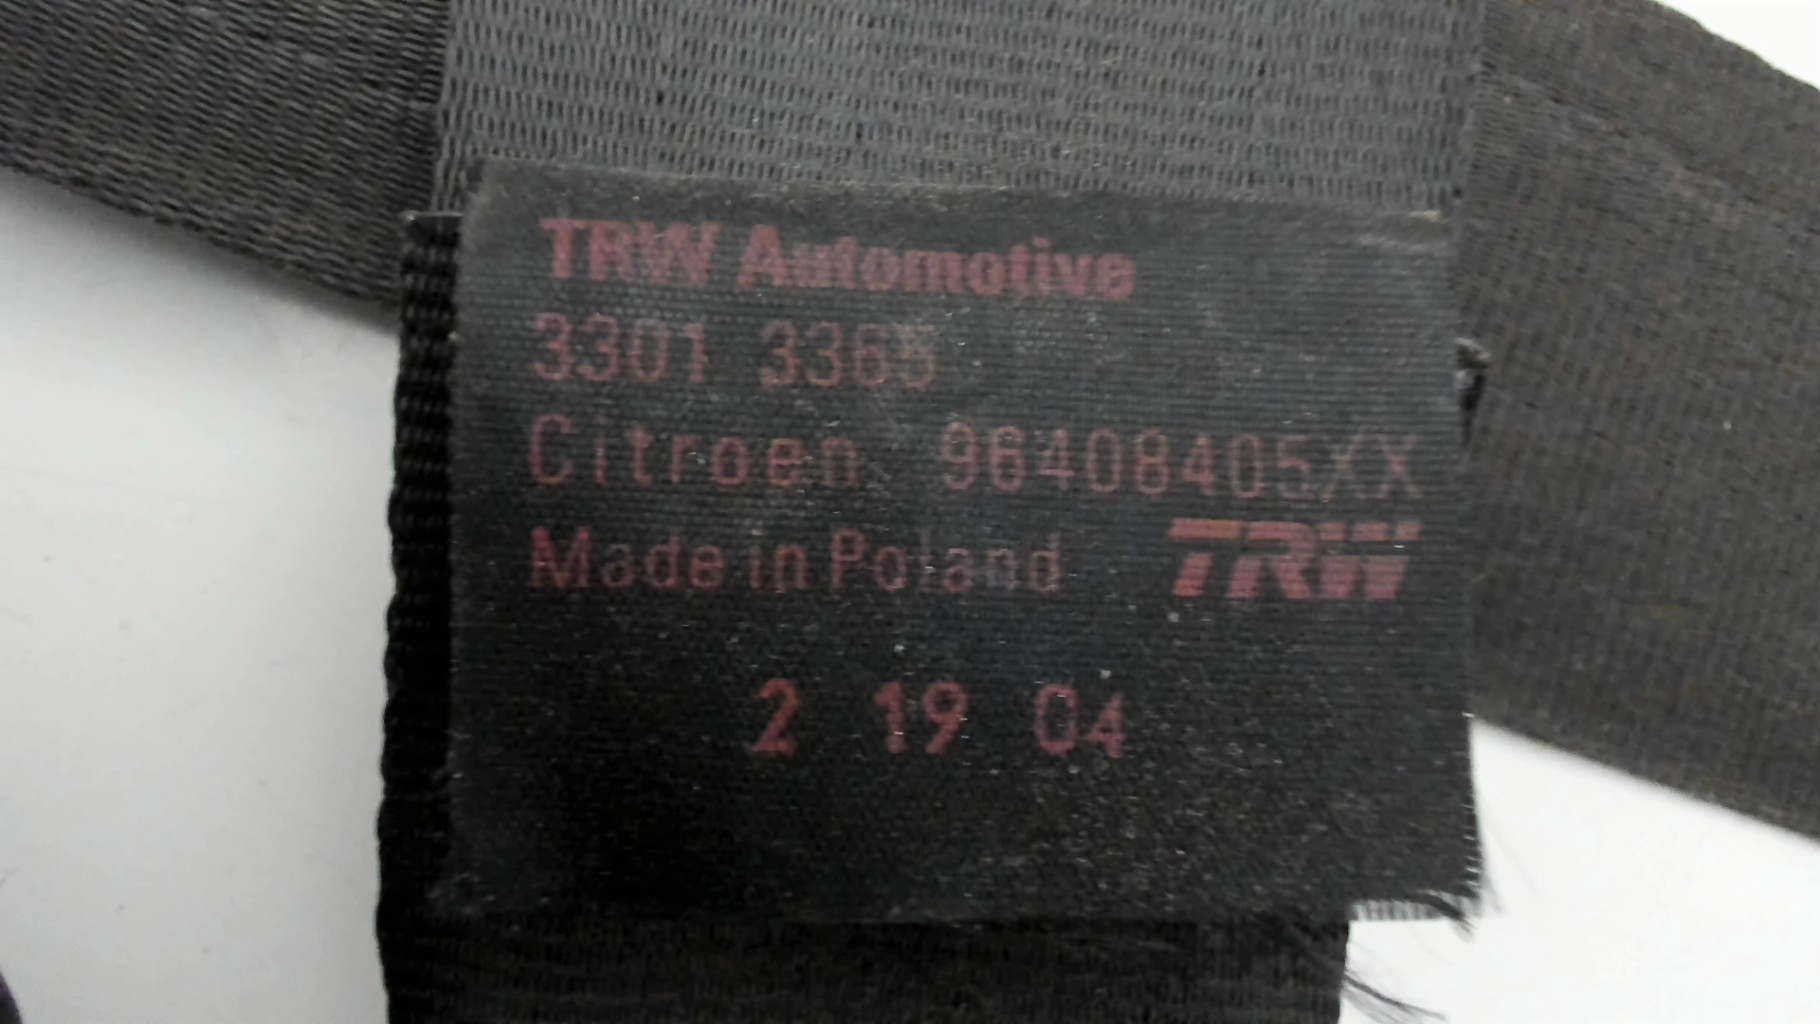 TRW Automotive
3301 3365
Citroen 96408405XX
Made in Poland TRW
2 19 04